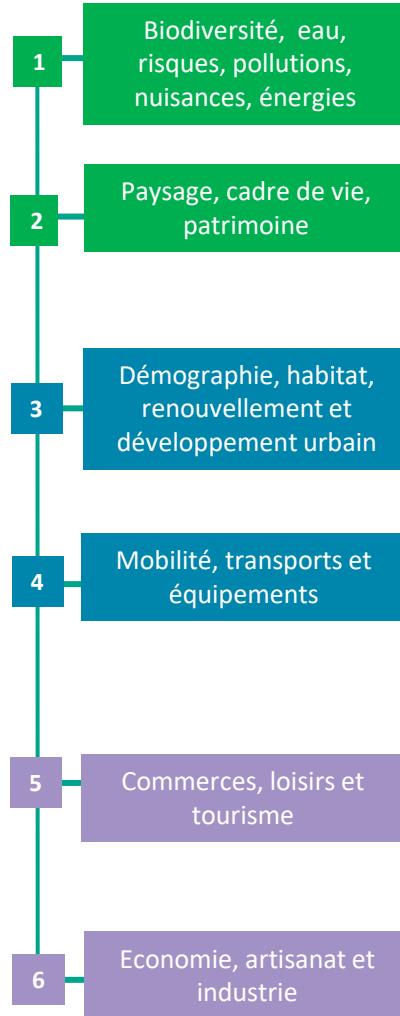 1
Biodiversité, eau,
risques, pollutions,
nuisances, énergies
2
Paysage, cadre de vie,
patrimoine
3
Démographie, habitat,
renouvellement et
développement urbain
4
Mobilité, transports et
équipements
5
Commerces, loisirs et
tourisme
6
Economie, artisanat et
industrie